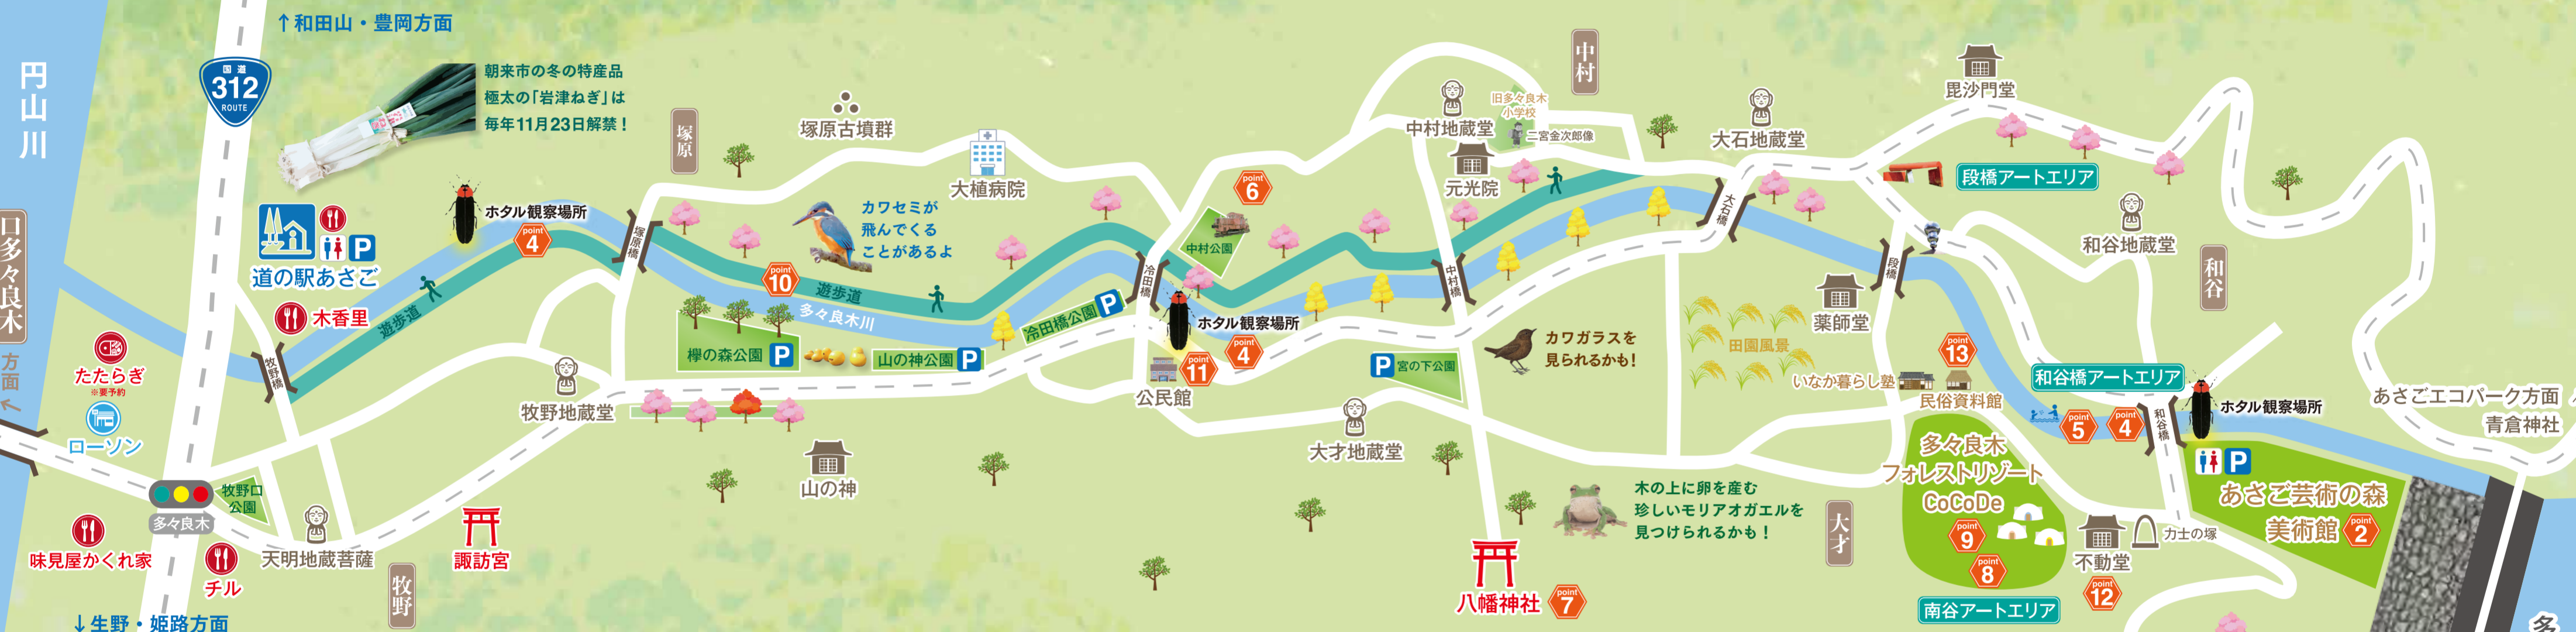 ↑和田山・豊岡方面
円山川
国道
312
ROUTE
朝来市の冬の特産品
極太の「岩津ねぎ」は
毎年11月23日解禁！
塚原
塚原古墳群
大植病院
中村
中村地蔵堂
旧多々良木
小学校
二宮金次郎像
元光院
大石地蔵堂
毘沙門堂
段橋アートエリア
和谷地蔵堂
和谷
口多々良木
方面
←
道の駅あさご
P
木香里
ホタル観察場所
point
4
遊歩道
塚原橋
カワセミが
飛んでくる
ことがあるよ
point
10
遊歩道
多々良木川
point
6
中村公園
冷田橋
冷田橋公園
P
中村橋
大石橋
段橋
薬師堂
田園風景
カワガラスを
見られるかも！
たたらぎ
※要予約
ローソン
牧野橋
欅の森公園
P
山の神公園
P
ホタル観察場所
point
4
point
11
公民館
P
宮の下公園
いなか暮らし塾
民俗資料館
point
13
和谷橋アートエリア
point
5
point
4
和谷橋
ホタル観察場所
あさごエコパーク方面
青倉神社
牧野地蔵堂
山の神
大才地蔵堂
木の上に卵を産む
珍しいモリアオガエルを
見つけられるかも！
大才
多々良木
フォレストリゾート
CoCoDe
point
9
point
8
南谷アートエリア
不動堂
point
12
力士の塚
P
あさご芸術の森
美術館
point
2
多々良木
牧野口
公園
味見屋かくれ家
チル
天明地蔵菩薩
牧野
諏訪宮
八幡神社
point
7
↓生野・姫路方面
多